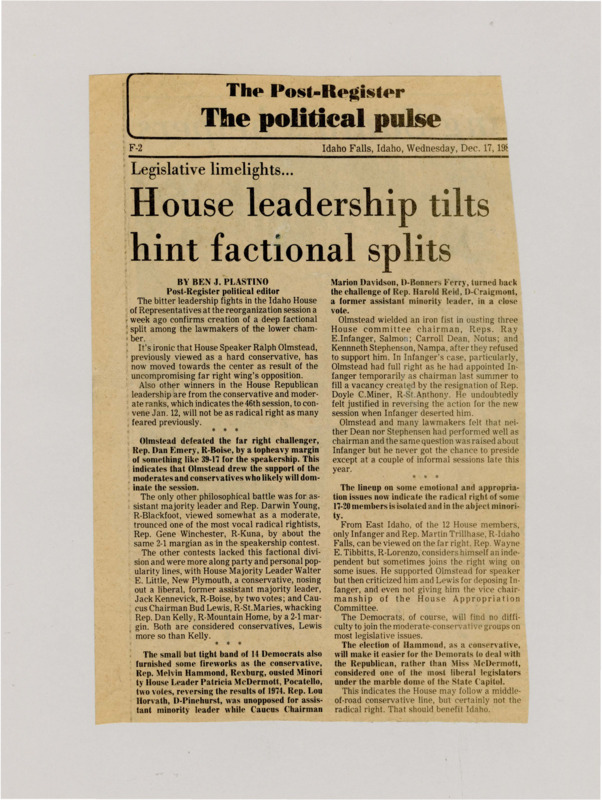 The Post-Register
The political pulse
F-2
Idaho Falls, Idaho, Wednesday, Dec. 17, 198
Legislative limelights...
House leadership tilts
hint factional splits
BY BEN J. PLASTINO
Post-Register political editor
The bitter leadership fights in the Idaho House
of Representatives at the reorganization session a
week ago confirms creation of a deep factional
split among the lawmakers of the lower cham-
ber.
It's ironic that House Speaker Ralph Olmstead,
previously viewed as a hard conservative, has
now moved towards the center as result of the
uncompromising far right wing's opposition.
Also other winners in the House Republican
leadership are from the conservative and moder-
ate ranks, which indicates the 46th session, to con-
vene Jan. 12, will not be as radical right as many
feared previously.
* * *
Olmstead defeated the far right challenger,
Rep. Dan Emery, R-Boise, by a topheavy margin
of something like 39-17 for the speakership. This
indicates that Olmstead drew the support of the
moderates and conservatives who likely will dom-
inate the session.
The only other philosophical battle was for as-
sistant majority leader and Rep. Darwin Young,
R-Blackfoot, viewed somewhat as a moderate,
trounced one of the most vocal radical rightists,
Rep. Gene Winchester, R-Kuna, by about the
same 2-1 margian as in the speakership contest.
The other contests lacked this factional divi-
sion and were more along party and personal pop-
ularity lines, with House Majority Leader Walter
E. Little, New Plymouth, a conservative, nosing
out a liberal, former assistant majority leader,
Jack Kennevick, R-Boise, by two votes; and Cau-
cus Chairman Bud Lewis, R-St.Maries, whacking
Rep. Dan Kelly, R-Mountain Home, by a 2-1 mar-
gin. Both are considered conservatives, Lewis
more so than Kelly.
* * *
The small but tight band of 14 Democrats also
furnished some fireworks as the conservative,
Rep. Melvin Hammond, Rexburg, ousted Minori
ty House Leader Patricia McDermott, Pocatello,
two votes, reversing the results of 1974. Rep. Lou
Horvath, D-Pinehurst, was unopposed for assis-
tant minority leader while Caucus Chairman
Marion Davidson, D-Bonners Ferry, turned back
the challenge of Rep. Harold Reid, D-Craigmont,
a former assistant minority leader, in a close
vote.
Olmstead wielded an iron fist in ousting three
House committee chairman, Reps. Ray
E.Infanger, Salmon; Carroll Dean, Notus; and
Kennneth Stephenson, Nampa, after they refused
to support him. In Infanger's case, particularly,
Olmstead had full right as he had appointed In-
fanger temporarily as chairman last summer to
fill a vacancy created by the resignation of Rep.
Doyle C.Miner, R-St.Anthony. He undoubtedly
felt justified in reversing the action for the new
session when Infanger deserted him.
Olmstead and many lawmakers felt that nei-
ther Dean nor Stephensen had performed well as
chairman and the same question was raised about
Infanger but he never got the chance to preside
except at a couple of informal sessions late this
year.
* * *
The lineup on some emotional and appropria-
tion issues now indicate the radical right of some
17-20 members is isolated and in the abject minori-
ty.
From East Idaho, of the 12 House members,
only Infanger and Rep. Martin Trillhase, R-Idaho
Falls, can be viewed on the far right. Rep. Wayne
E. Tibbitts, R-Lorenzo, considers himself an inde-
pendent but sometimes joins the right wing on
some isues. He supported Olmstead for speaker
but then criticized him and Lewis for deposing In-
fanger, and even not giving him the vice chair-
manship of the House Appropriation
Committee.
The Democrats, of course, will find no diffi-
culty to join the moderate-conservative groups on
most legislative issues.
The election of Hammond, as a conservative,
will make it easier for the Demorats to deal with
the Republican, rather than Miss McDermott,
considered one of the most liberal legislators
under the marble dome of the State Capitol.
This indicates the House may follow a middle-
of-road conservative line, but certainly not the
radical right. That should benefit Idaho.